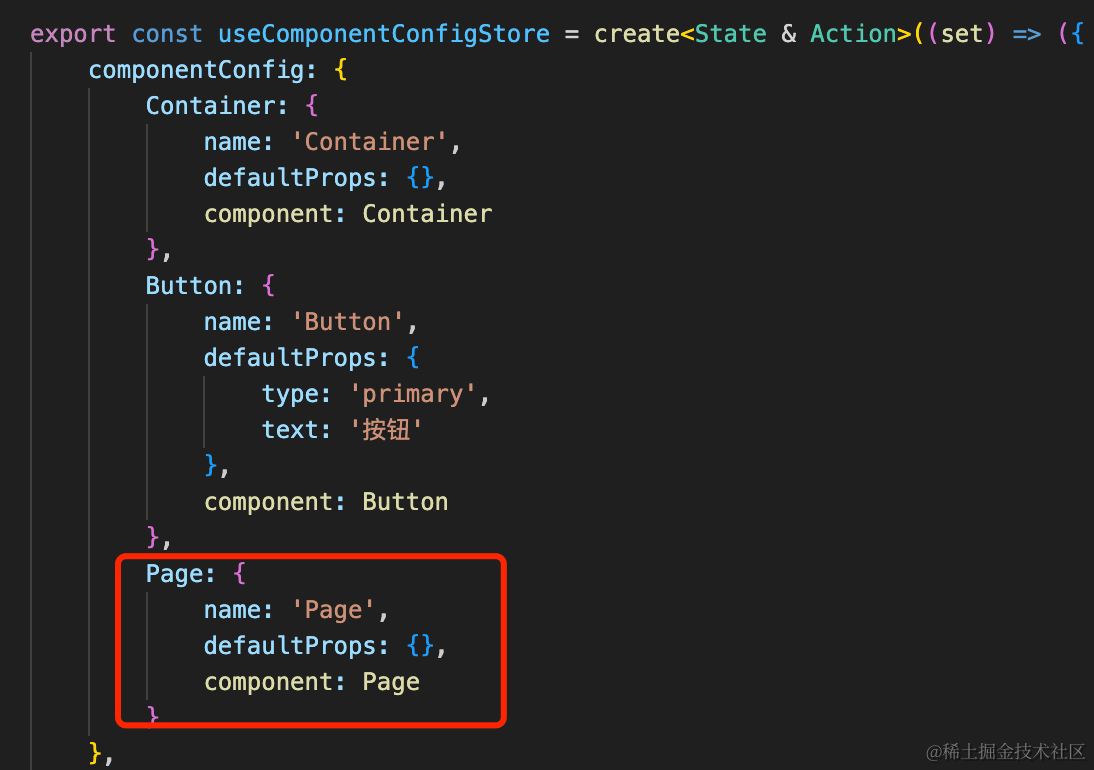 export const useComponentConfigStore = create<State & Action>((set) => ({
    componentConfig: {
        Container: {
            name: 'Container',
            defaultProps: {},
            component: Container
        },
        Button: {
            name: 'Button',
            defaultProps: {
                type: 'primary',
                text: '按钮'
            },
            component: Button
        },
        Page: {
            name: 'Page',
            defaultProps: {},
            component: Page
        }
    },
@稀土掘金技术社区